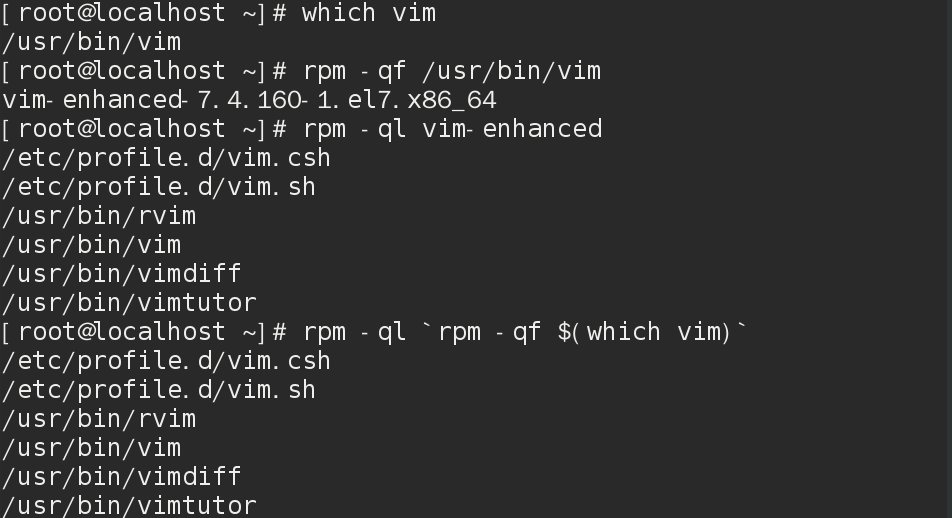 [root@localhost ~]# which vim
/usr/bin/vim
[root@localhost ~]# rpm -qf /usr/bin/vim
vim-enhanced-7.4.160-1.el7.x86_64
[root@localhost ~]# rpm -ql vim-enhanced
/etc/profile.d/vim.csh
/etc/profile.d/vim.sh
/usr/bin/rvim
/usr/bin/vim
/usr/bin/vimdiff
/usr/bin/vimtutor
[root@localhost ~]# rpm -ql `rpm -qf $(which vim)`
/etc/profile.d/vim.csh
/etc/profile.d/vim.sh
/usr/bin/rvim
/usr/bin/vim
/usr/bin/vimdiff
/usr/bin/vimtutor